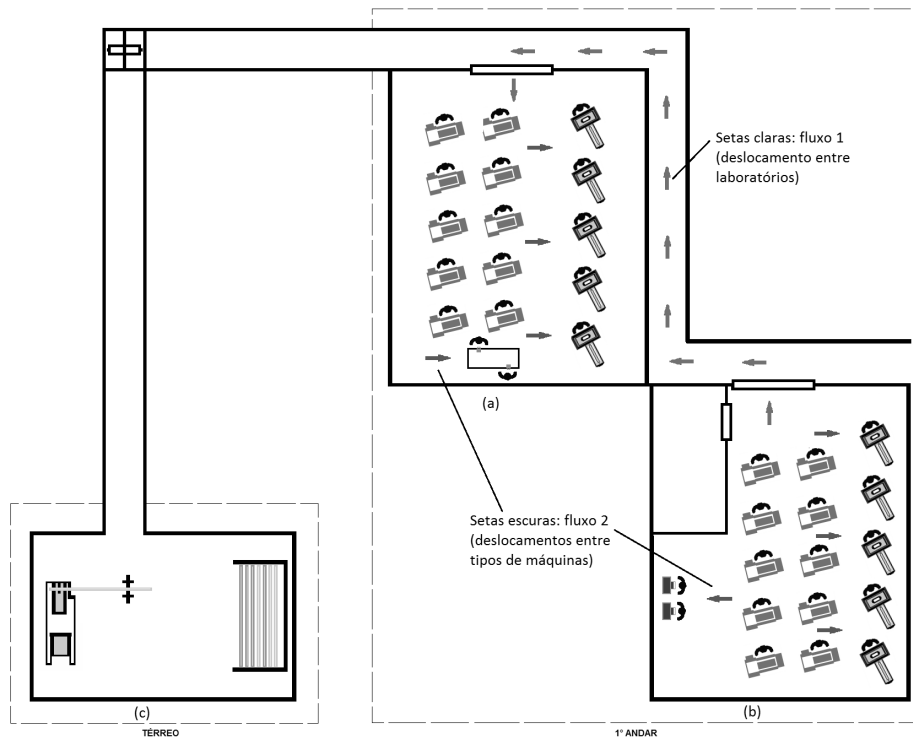 Setas claras: fluxo 1
(deslocamento entre
laboratórios)
(a)
Setas escuras: fluxo 2
(deslocamentos entre
tipos de máquinas)
(c)
(b)
TÉRREO
1° ANDAR